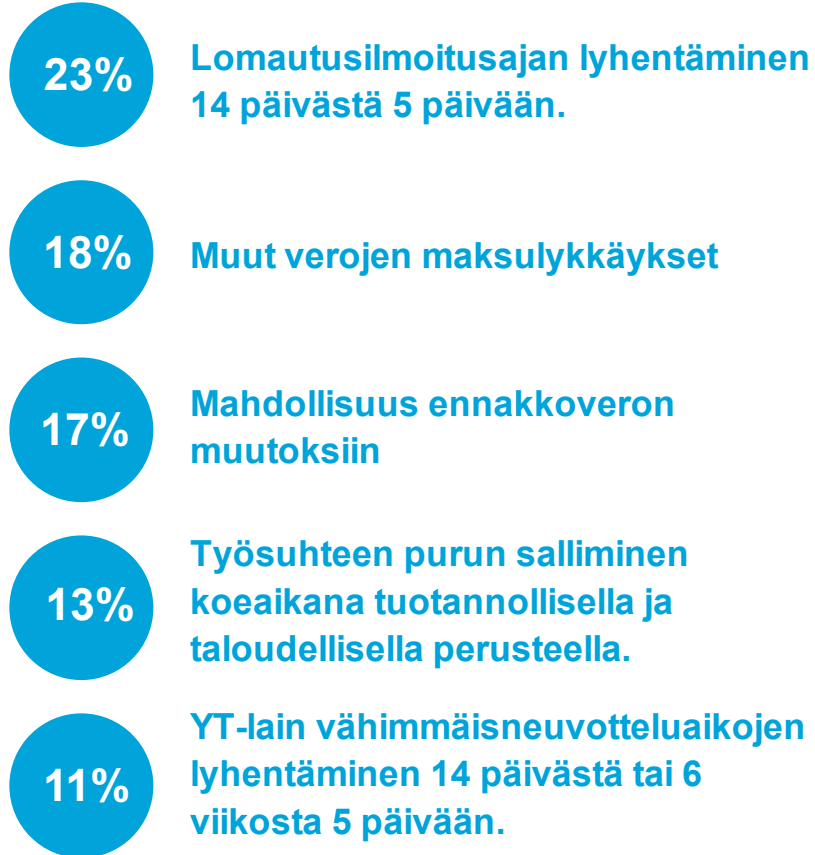 23%
Lomautusilmoitusajan lyhentäminen
14 päivästä 5 päivään.
18%
Muut verojen maksulykkäykset
17%
Mahdollisuus ennakkoveron
muutoksiin
13%
Työsuhteen purun salliminen
koeaikana tuotannollisella ja
taloudellisella perusteella.
11%
YT-lain vähimmäisneuvotteluaikojen
lyhentäminen 14 päivästä tai 6
viikosta 5 päivään.